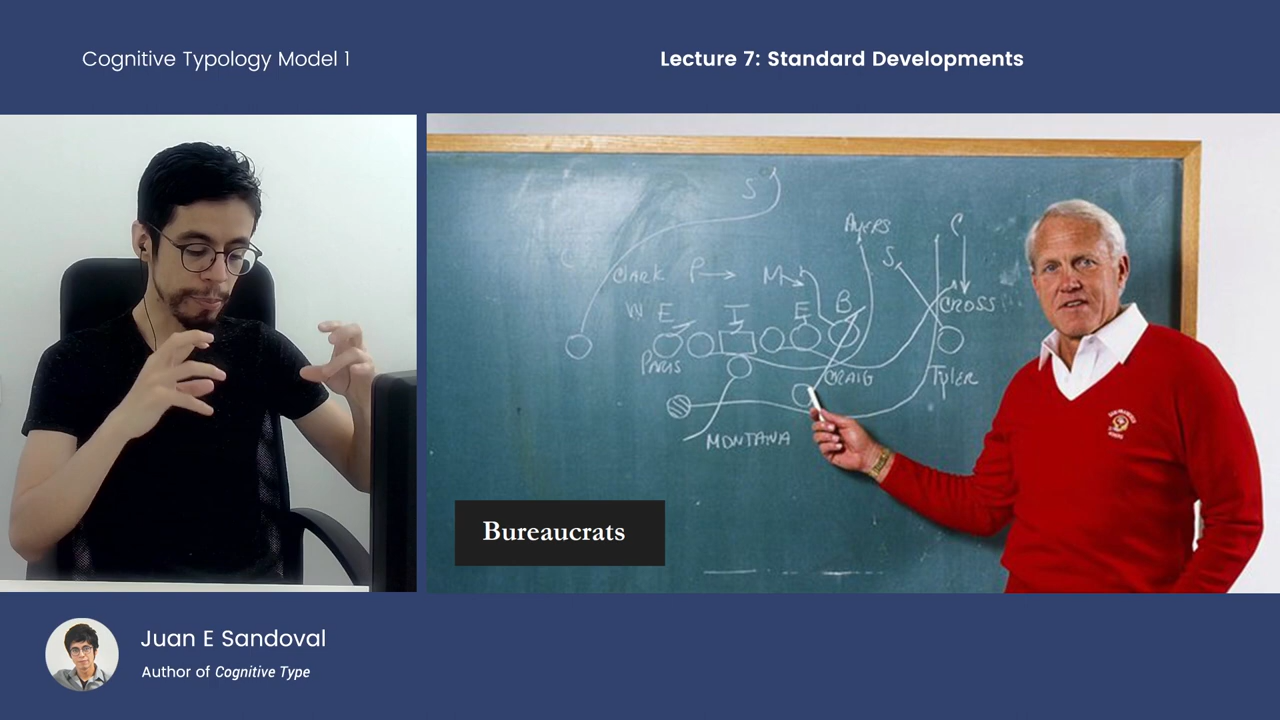 Cognitive Typology Model 1
Lecture 7: Standard Developments
S
AYERS
C
S
CLARK P M
CROSS
W E I E B
PARIS
CRAIG
TYLER
MONTANA
Bureaucrats
Juan E Sandoval
Author of Cognitive Type